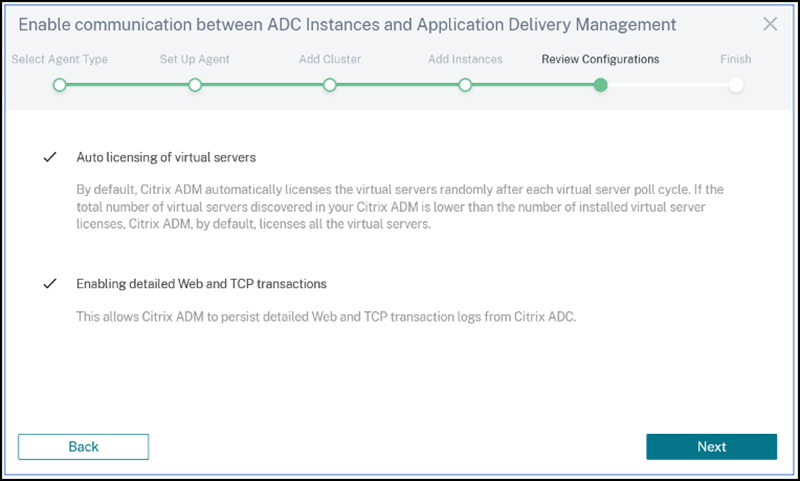 Enable communication between ADC Instances and Application Delivery Management
Select Agent Type Set Up Agent Add Cluster Add Instances Review Configurations Finish
Auto licensing of virtual servers
By default, Citrix ADM automatically licenses the virtual servers randomly after each virtual server poll cycle. If the
total number of virtual servers discovered in your Citrix ADM is lower than the number of installed virtual server
licenses, Citrix ADM, by default, licenses all the virtual servers.
Enabling detailed Web and TCP transactions
This allows Citrix ADM to persist detailed Web and TCP transaction logs from Citrix ADC.
Back Next